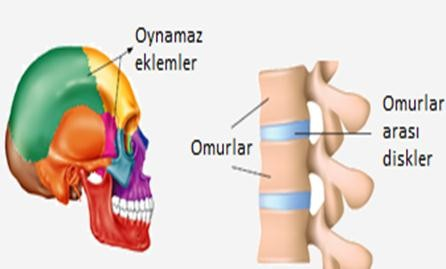 Oynamaz
eklemler
Omurlar
Omurlar
arası
diskler